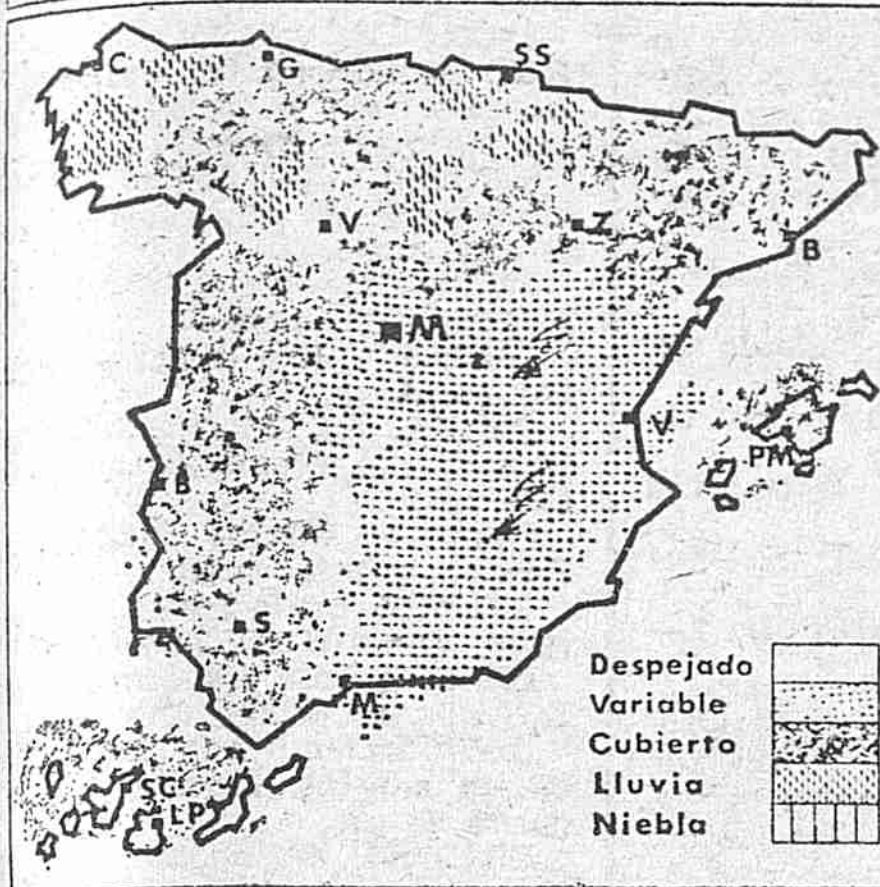 C
G
SS
V
Z
B
M
V
PM
B
S
M
SC
LP
Despejado
Variable
Cubierto
Lluvia
Niebla